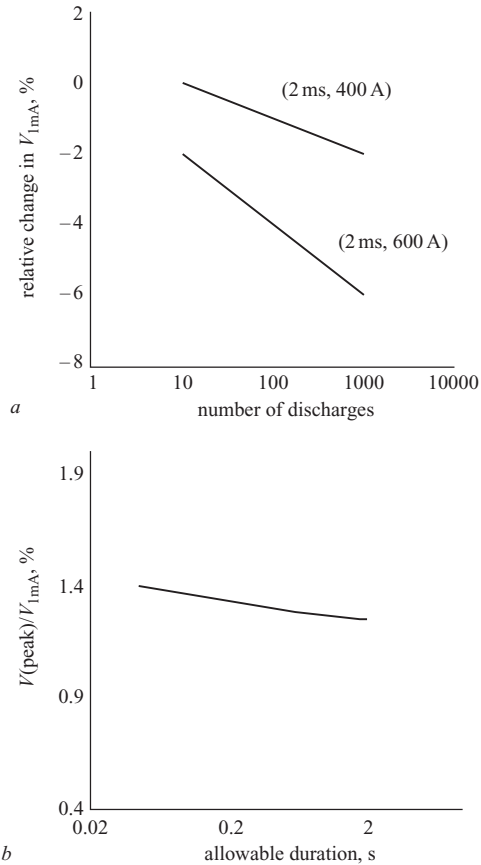 2
0
−2
−4
−6
−8
relative change in V1mA, %
(2 ms, 400 A)
(2 ms, 600 A)
1 10 100 1000 10000
number of discharges
a
1.9
1.4
0.9
0.4
V(peak)/V1mA, %
0.02 0.2 2
allowable duration, s
b